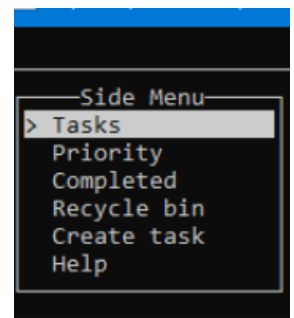 Side Menu
> Tasks
Priority
Completed
Recycle bin
Create task
Help